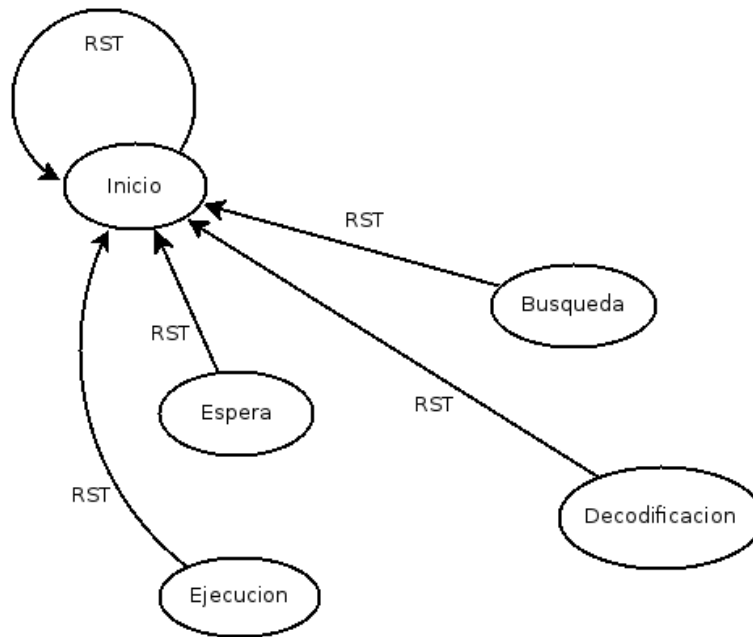 RST
Inicio
RST
Busqueda
RST
Espera
RST
RST
Decodificacion
Ejecucion